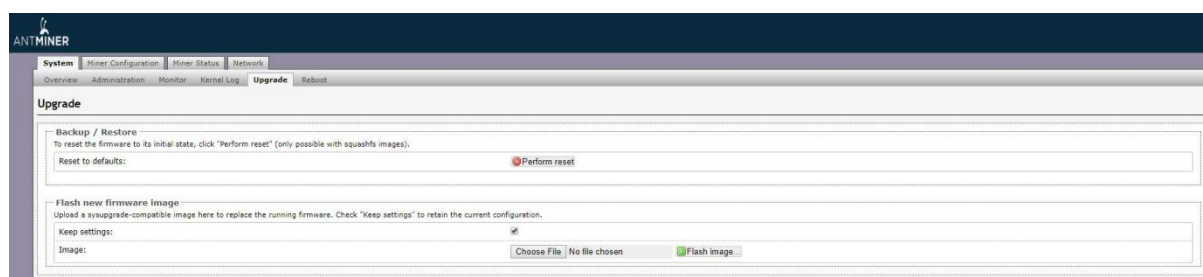 ANTMINER
System Miner Configuration Miner Status Network
Overview Administration Monitor Kernel Log Upgrade Reboot
Upgrade
Backup / Restore
To reset the firmware to its initial state, click "Perform reset" (only possible with squashfs images).
Reset to defaults: Perform reset
Flash new firmware image
Upload a sysupgrade-compatible image here to replace the running firmware. Check "Keep settings" to retain the current configuration.
Keep settings:
Image: Choose File No file chosen Flash image...